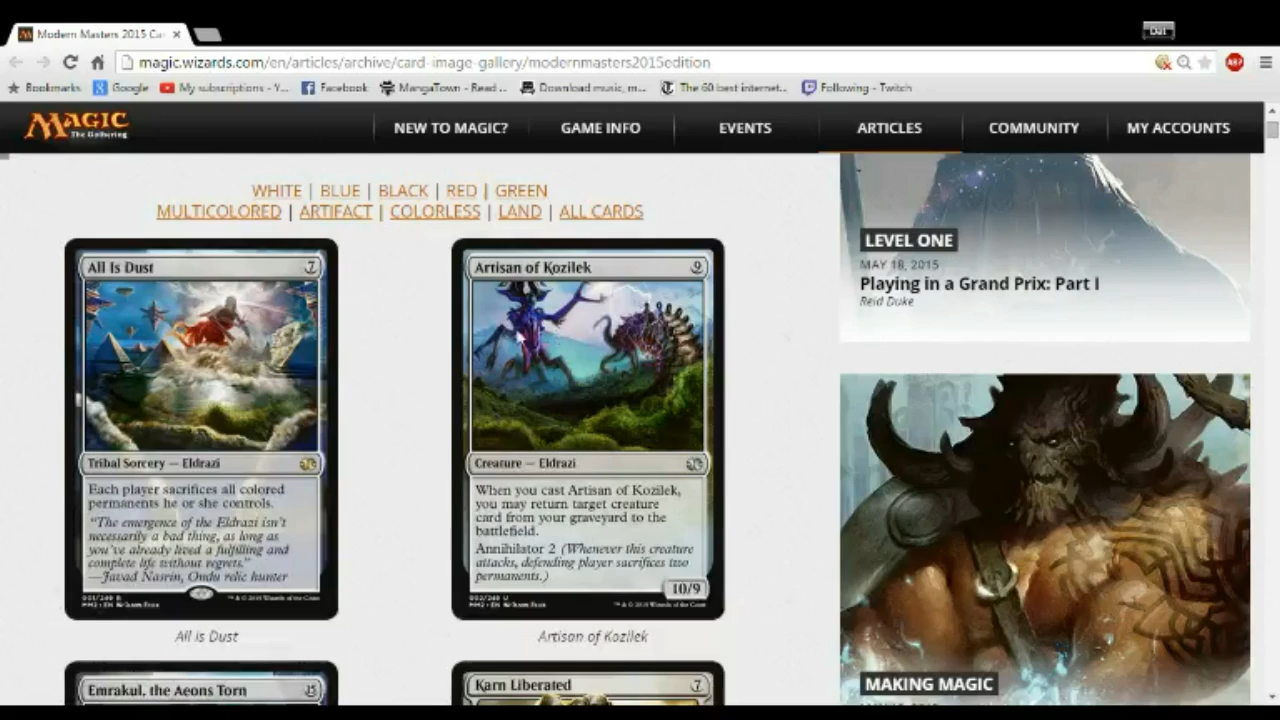 Modern Masters 2015 Ca
Dat
magic.wizards.com/en/articles/archive/card-image-gallery/modernmasters2015edition
ABP
Bookmarks Google My subscriptions - Y... Facebook MangaTown - Read ... Download music, m... The 60 best internet... Following - Twitch
MAGIC
The Gathering
NEW TO MAGIC? GAME INFO EVENTS ARTICLES COMMUNITY MY ACCOUNTS
WHITE | BLUE | BLACK | RED | GREEN
MULTICOLORED | ARTIFACT | COLORLESS | LAND | ALL CARDS
All Is Dust 7
Tribal Sorcery — Eldrazi
Each player sacrifices all colored
permanents he or she controls.
"The emergence of the Eldrazi isn't
necessarily a bad thing, as long as
you've already lived a fulfilling and
complete life without regrets."
—Javad Nasrin, Ondu relic hunter
All Is Dust
Artisan of Kozilek 9
Creature — Eldrazi
When you cast Artisan of Kozilek,
you may return target creature
card from your graveyard to the
battlefield.
Annihilator 2 (Whenever this creature
attacks, defending player sacrifices two
permanents.)
10/9
Artisan of Kozilek
Emrakul, the Aeons Torn 15
Karn Liberated 7
LEVEL ONE
MAY 18, 2015
Playing in a Grand Prix: Part I
Reid Duke
MAKING MAGIC